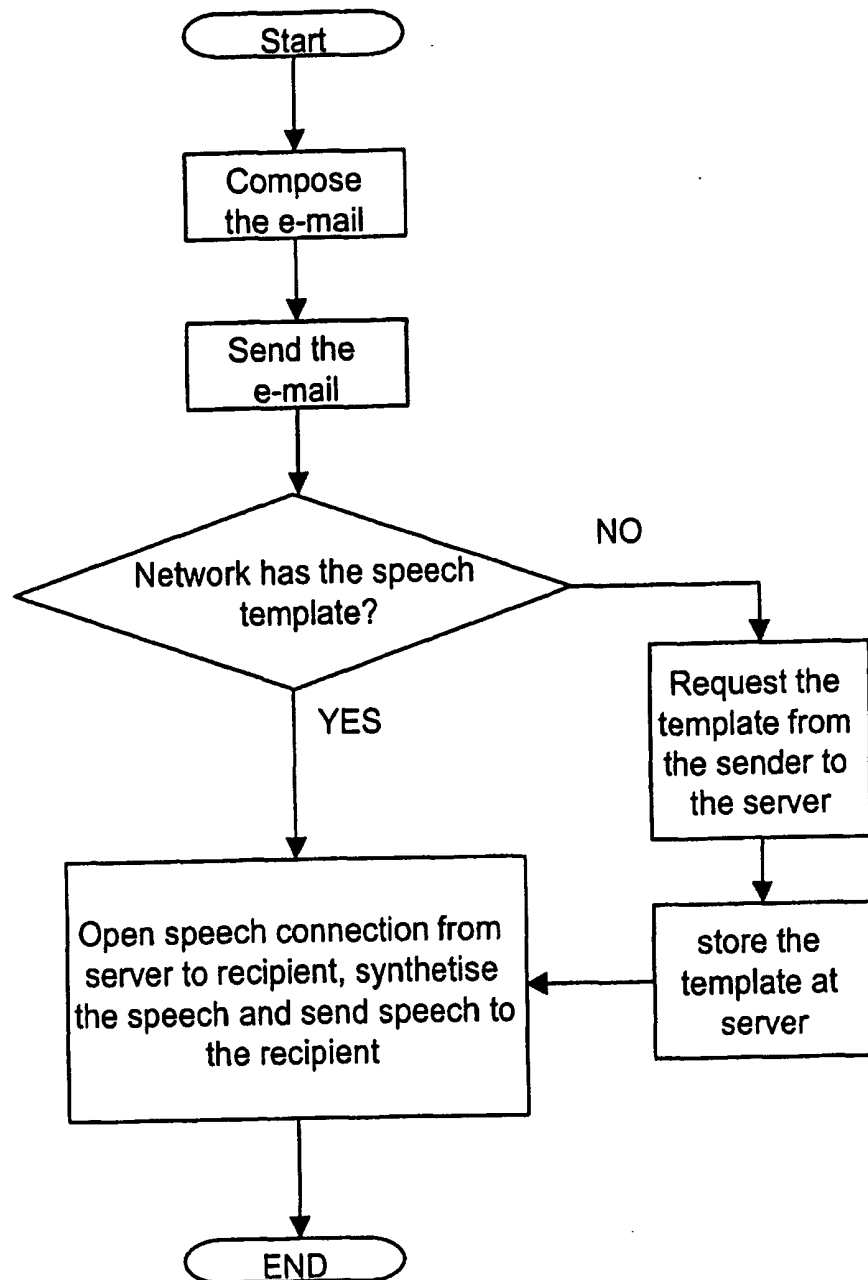 Start
Compose
the e-mail
Send the
e-mail
Network has the speech
template?
NO
YES
Request the
template from
the sender to
the server
store the
template at
server
Open speech connection from
server to recipient, synthetise
the speech and send speech to
the recipient
END